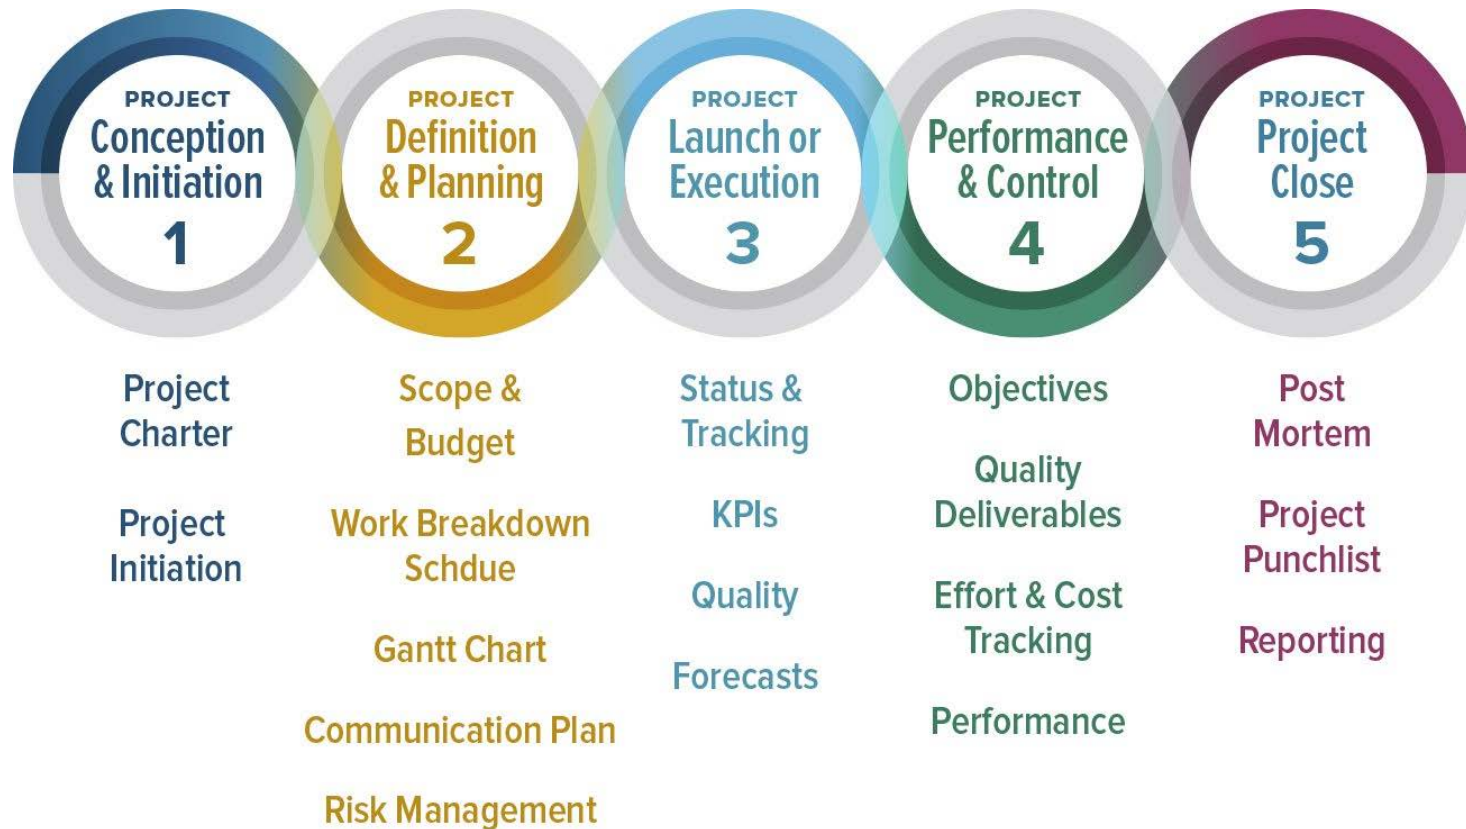 PROJECT
Conception
& Initiation
1
PROJECT
Definition
& Planning
2
PROJECT
Launch or
Execution
3
PROJECT
Performance
& Control
4
PROJECT
Project
Close
5
Project
Charter
Project
Initiation
Scope &
Budget
Work Breakdown
Schdue
Gantt Chart
Communication Plan
Risk Management
Status &
Tracking
KPIs
Quality
Forecasts
Objectives
Quality
Deliverables
Effort & Cost
Tracking
Performance
Post
Mortem
Project
Punchlist
Reporting